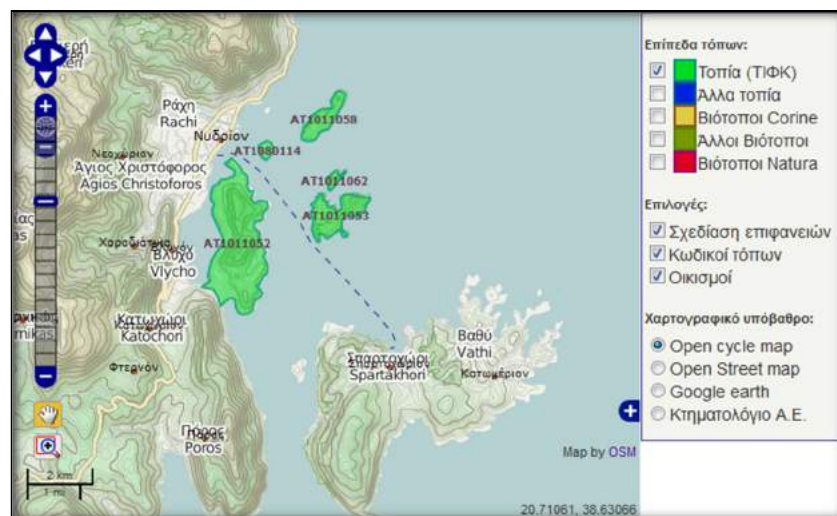 Ράχη
Rachi
Νυδρίον
Νεοχώριον
Άγιος Χριστόφορος
Agios Christoforos
AT1011058
AT1080114
AT1011062
AT1011053
AT1011052
Χαραδιάτικα
Βλυχό
Vlycho
Κατωχώρι
Katochori
Φτερνόν
Πόρος
Poros
Σπαρτοχώρι
Σπαρτοχώριον
Spartakhori
Βαθύ
Vathi
Κατωμέριον
2 km
1 mi
Map by OSM
20.71061, 38.63066
Επίπεδα τόπων:
Τοπία (ΤΙΦΚ)
Άλλα τοπία
Βιότοποι Corine
Άλλοι Βιότοποι
Βιότοποι Natura
Επιλογές:
Σχεδίαση επιφανειών
Κωδικοί τόπων
Οικισμοί
Χαρτογραφικό υπόβαθρο:
Open cycle map
Open Street map
Google earth
Κτηματολόγιο Α.Ε.